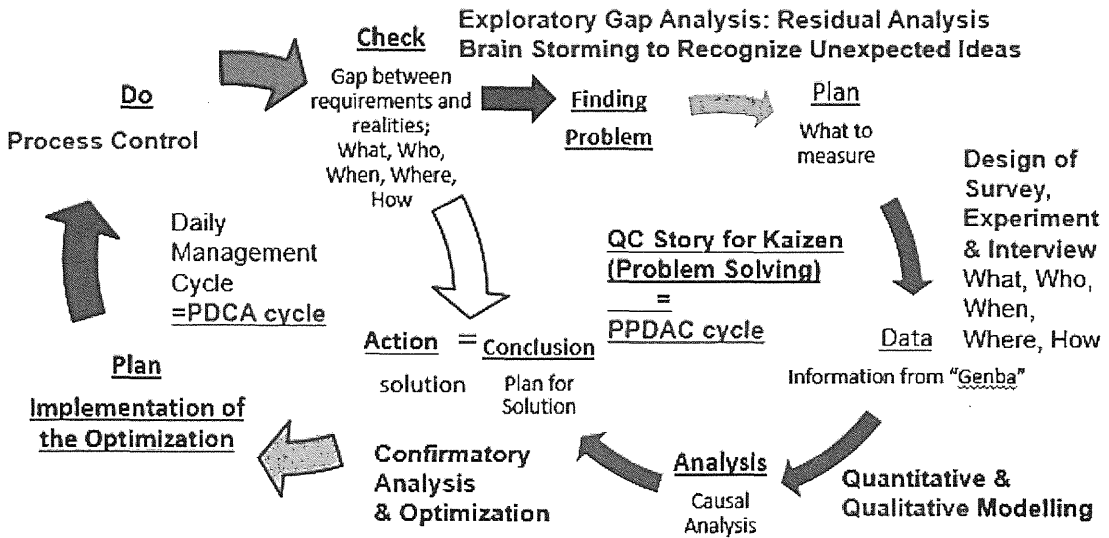 Exploratory Gap Analysis: Residual Analysis
Brain Storming to Recognize Unexpected Ideas
Check
Gap between
requirements and
realities;
What, Who,
When, Where,
How
Do
Process Control
Finding
Problem
Plan
What to
measure
Design of
Survey,
Experiment
& Interview
What, Who,
When,
Where, How
Daily
Management
Cycle
=PDCA cycle
QC Story for Kaizen
(Problem Solving)
=
PPDAC cycle
Data
Information from "Genba"
Action
solution
=
Conclusion
Plan for
Solution
Plan
Implementation of
the Optimization
Confirmatory
Analysis
& Optimization
Analysis
Causal
Analysis
Quantitative &
Qualitative Modelling